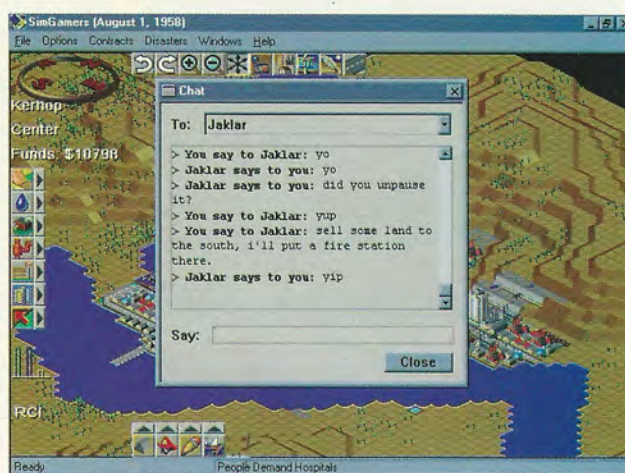 SimGamers (August 1, 1958)
File Options Contracts Disasters Windows Help
Kerhop
Center
Funds: $10798
Chat
To: Jaklar
> You say to Jaklar: yo
> Jaklar says to you: yo
> Jaklar says to you: did you unpause
it?
> You say to Jaklar: yup
> You say to Jaklar: sell some land to
the south, i'll put a fire station
there.
> Jaklar says to you: yip
Say:
Close
RCI
Ready
People Demand Hospitals